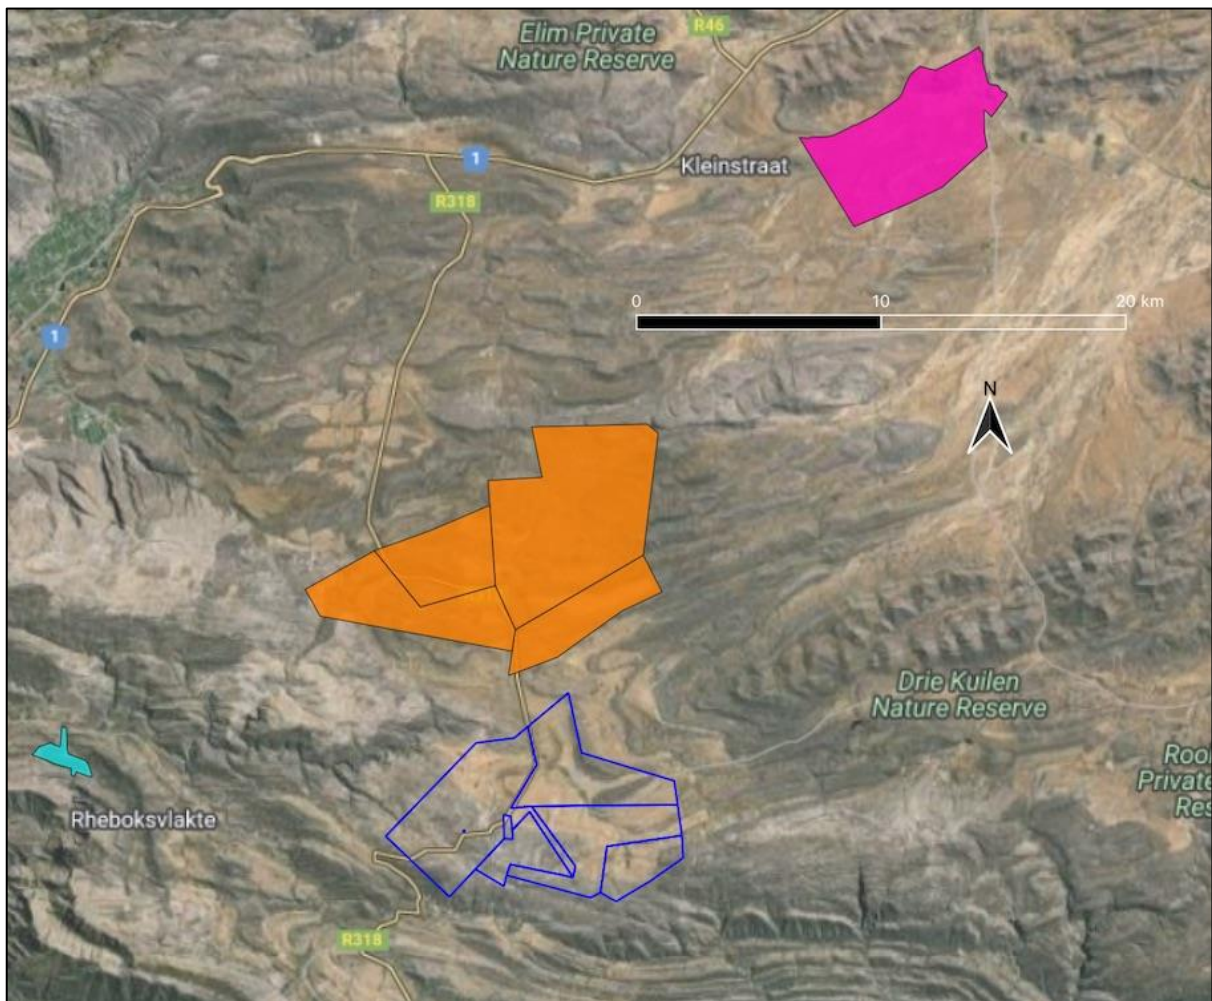 Elim Private
Nature Reserve
R46
1
Kleinstraat
R318
0 10 20 km
1
N
Drie Kuilen
Nature Reserve
Rheboksvlakte
R318